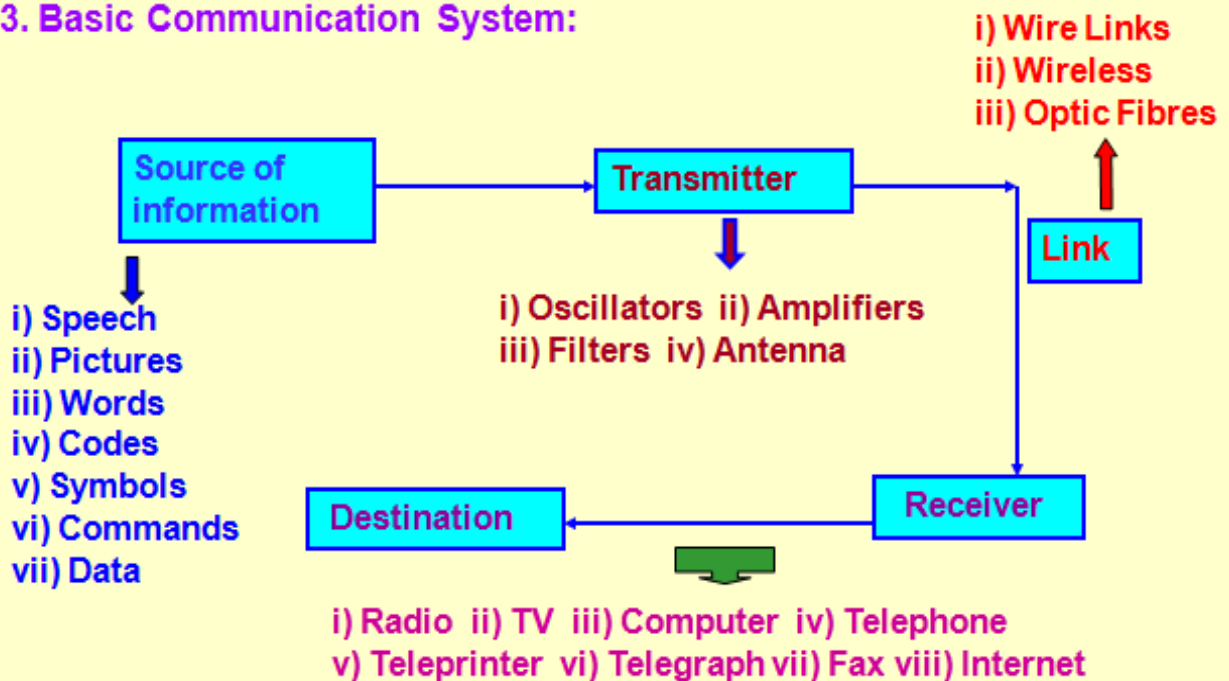 3. Basic Communication System:
i) Wire Links
ii) Wireless
iii) Optic Fibres
Source of
information
Transmitter
Link
i) Speech
ii) Pictures
iii) Words
iv) Codes
v) Symbols
vi) Commands
vii) Data
i) Oscillators ii) Amplifiers
iii) Filters iv) Antenna
Receiver
Destination
i) Radio ii) TV iii) Computer iv) Telephone
v) Teleprinter vi) Telegraph vii) Fax viii) Internet